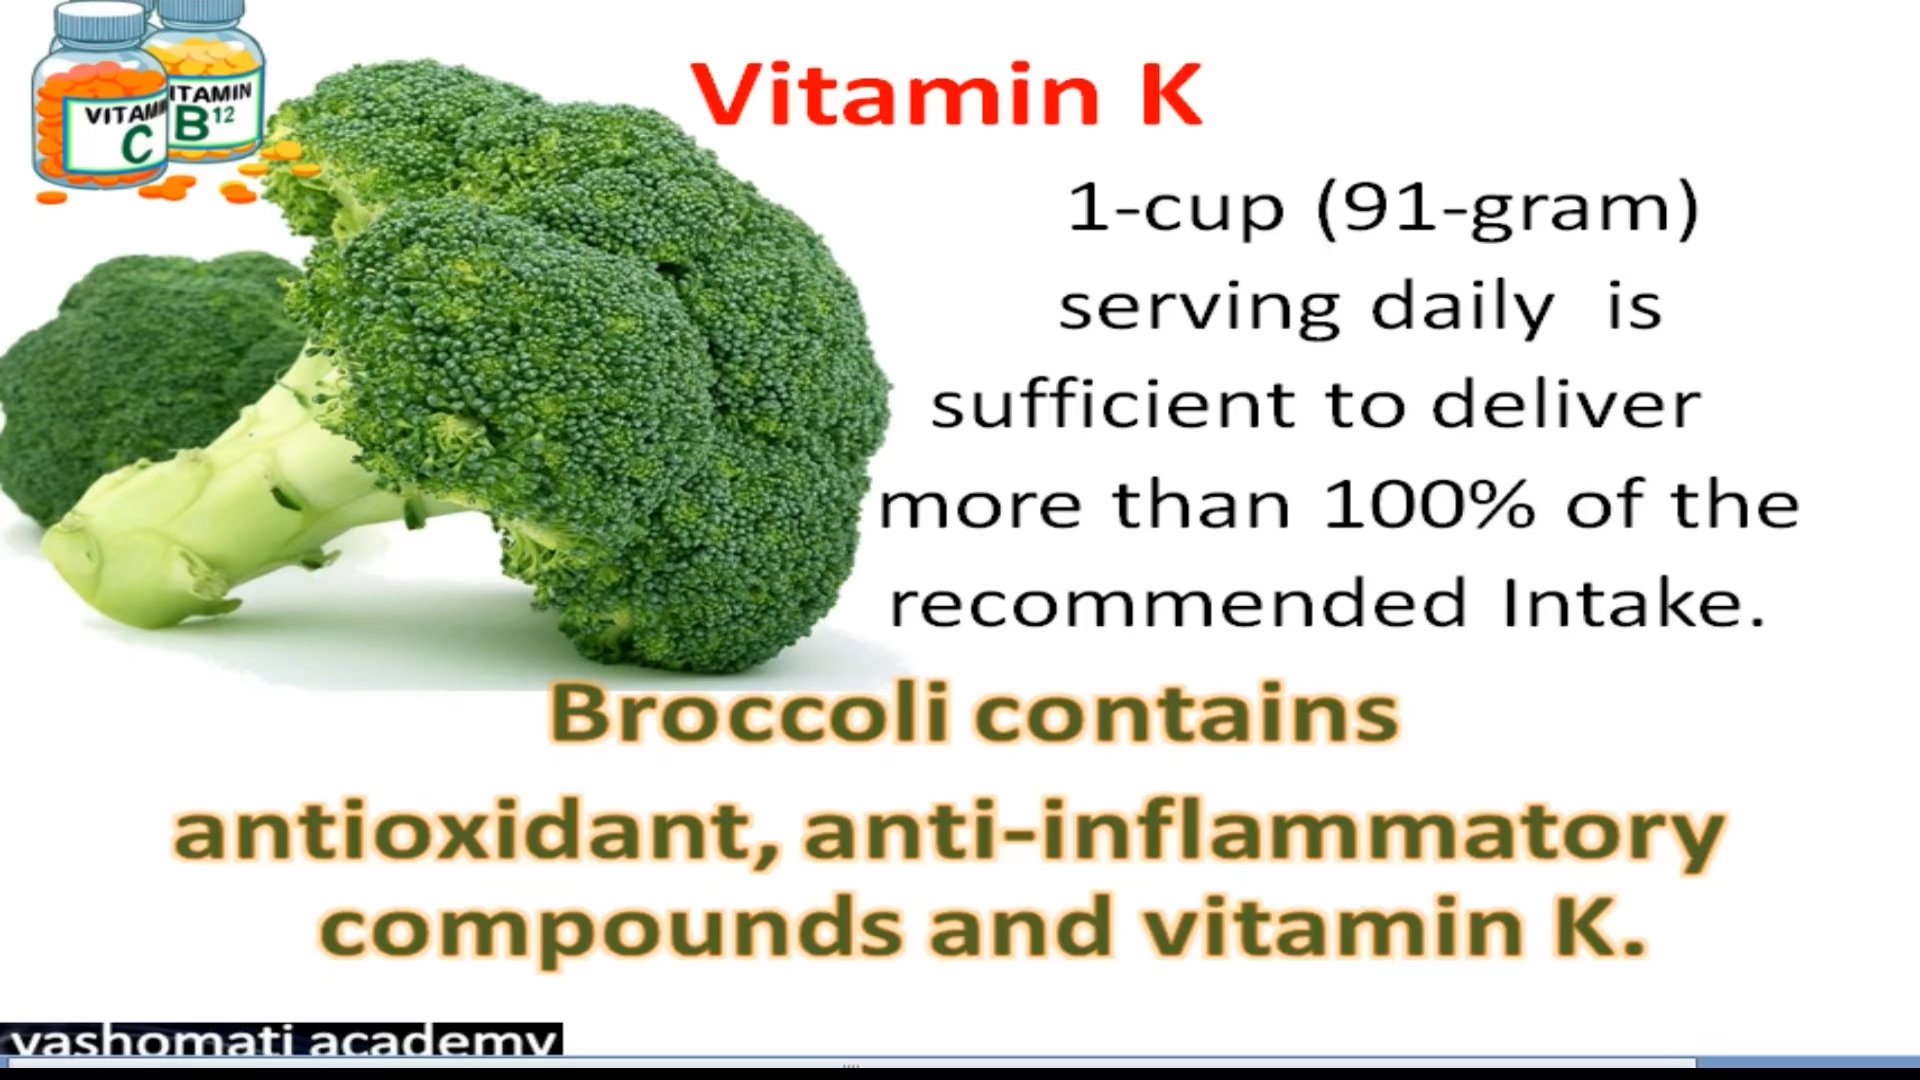 VITAMIN
C
ITAMIN
B12
Vitamin K
1-cup (91-gram)
serving daily is
sufficient to deliver
more than 100% of the
recommended Intake.
Broccoli contains
antioxidant, anti-inflammatory
compounds and vitamin K.
yashomati academy